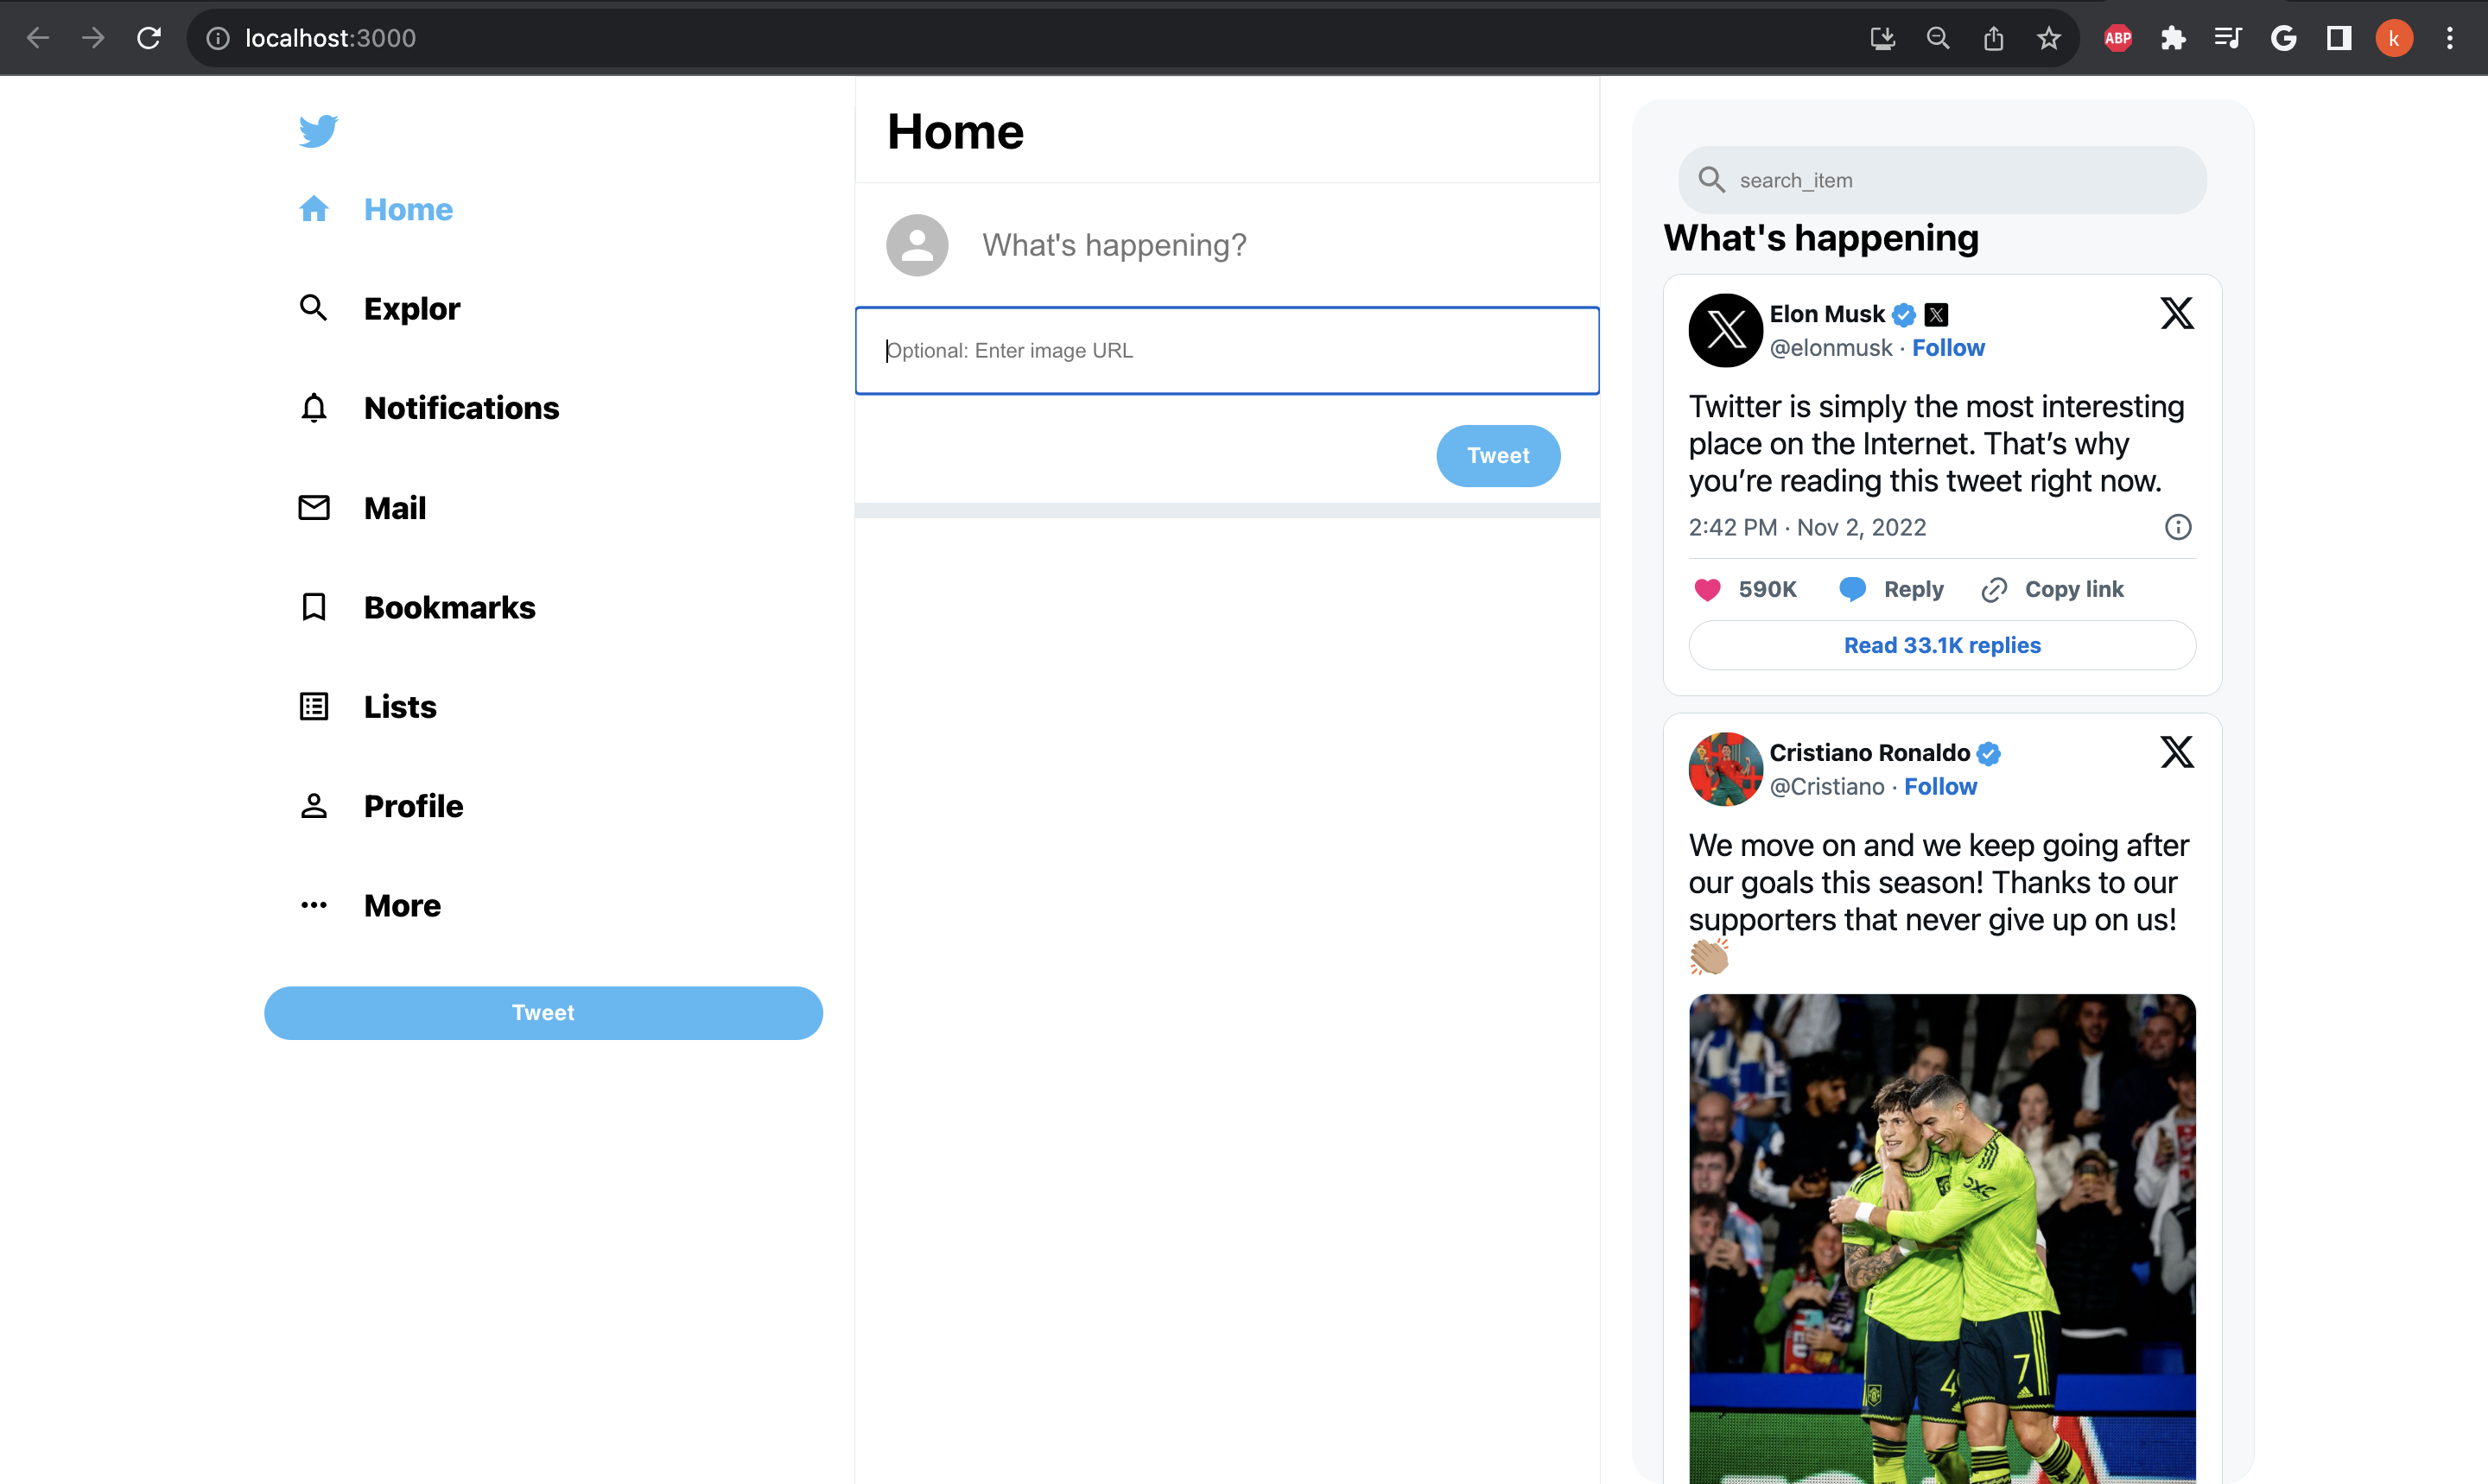 localhost:3000
ABP
k
Home
Explor
Notifications
Mail
Bookmarks
Lists
Profile
More
Tweet
Home
What's happening?
Optional: Enter image URL
Tweet
search_item
What's happening
Elon Musk
@elonmusk · Follow
Twitter is simply the most interesting
place on the Internet. That’s why
you’re reading this tweet right now.
2:42 PM · Nov 2, 2022
590K Reply Copy link
Read 33.1K replies
Cristiano Ronaldo
@Cristiano · Follow
We move on and we keep going after
our goals this season! Thanks to our
supporters that never give up on us!
👏🏽
7